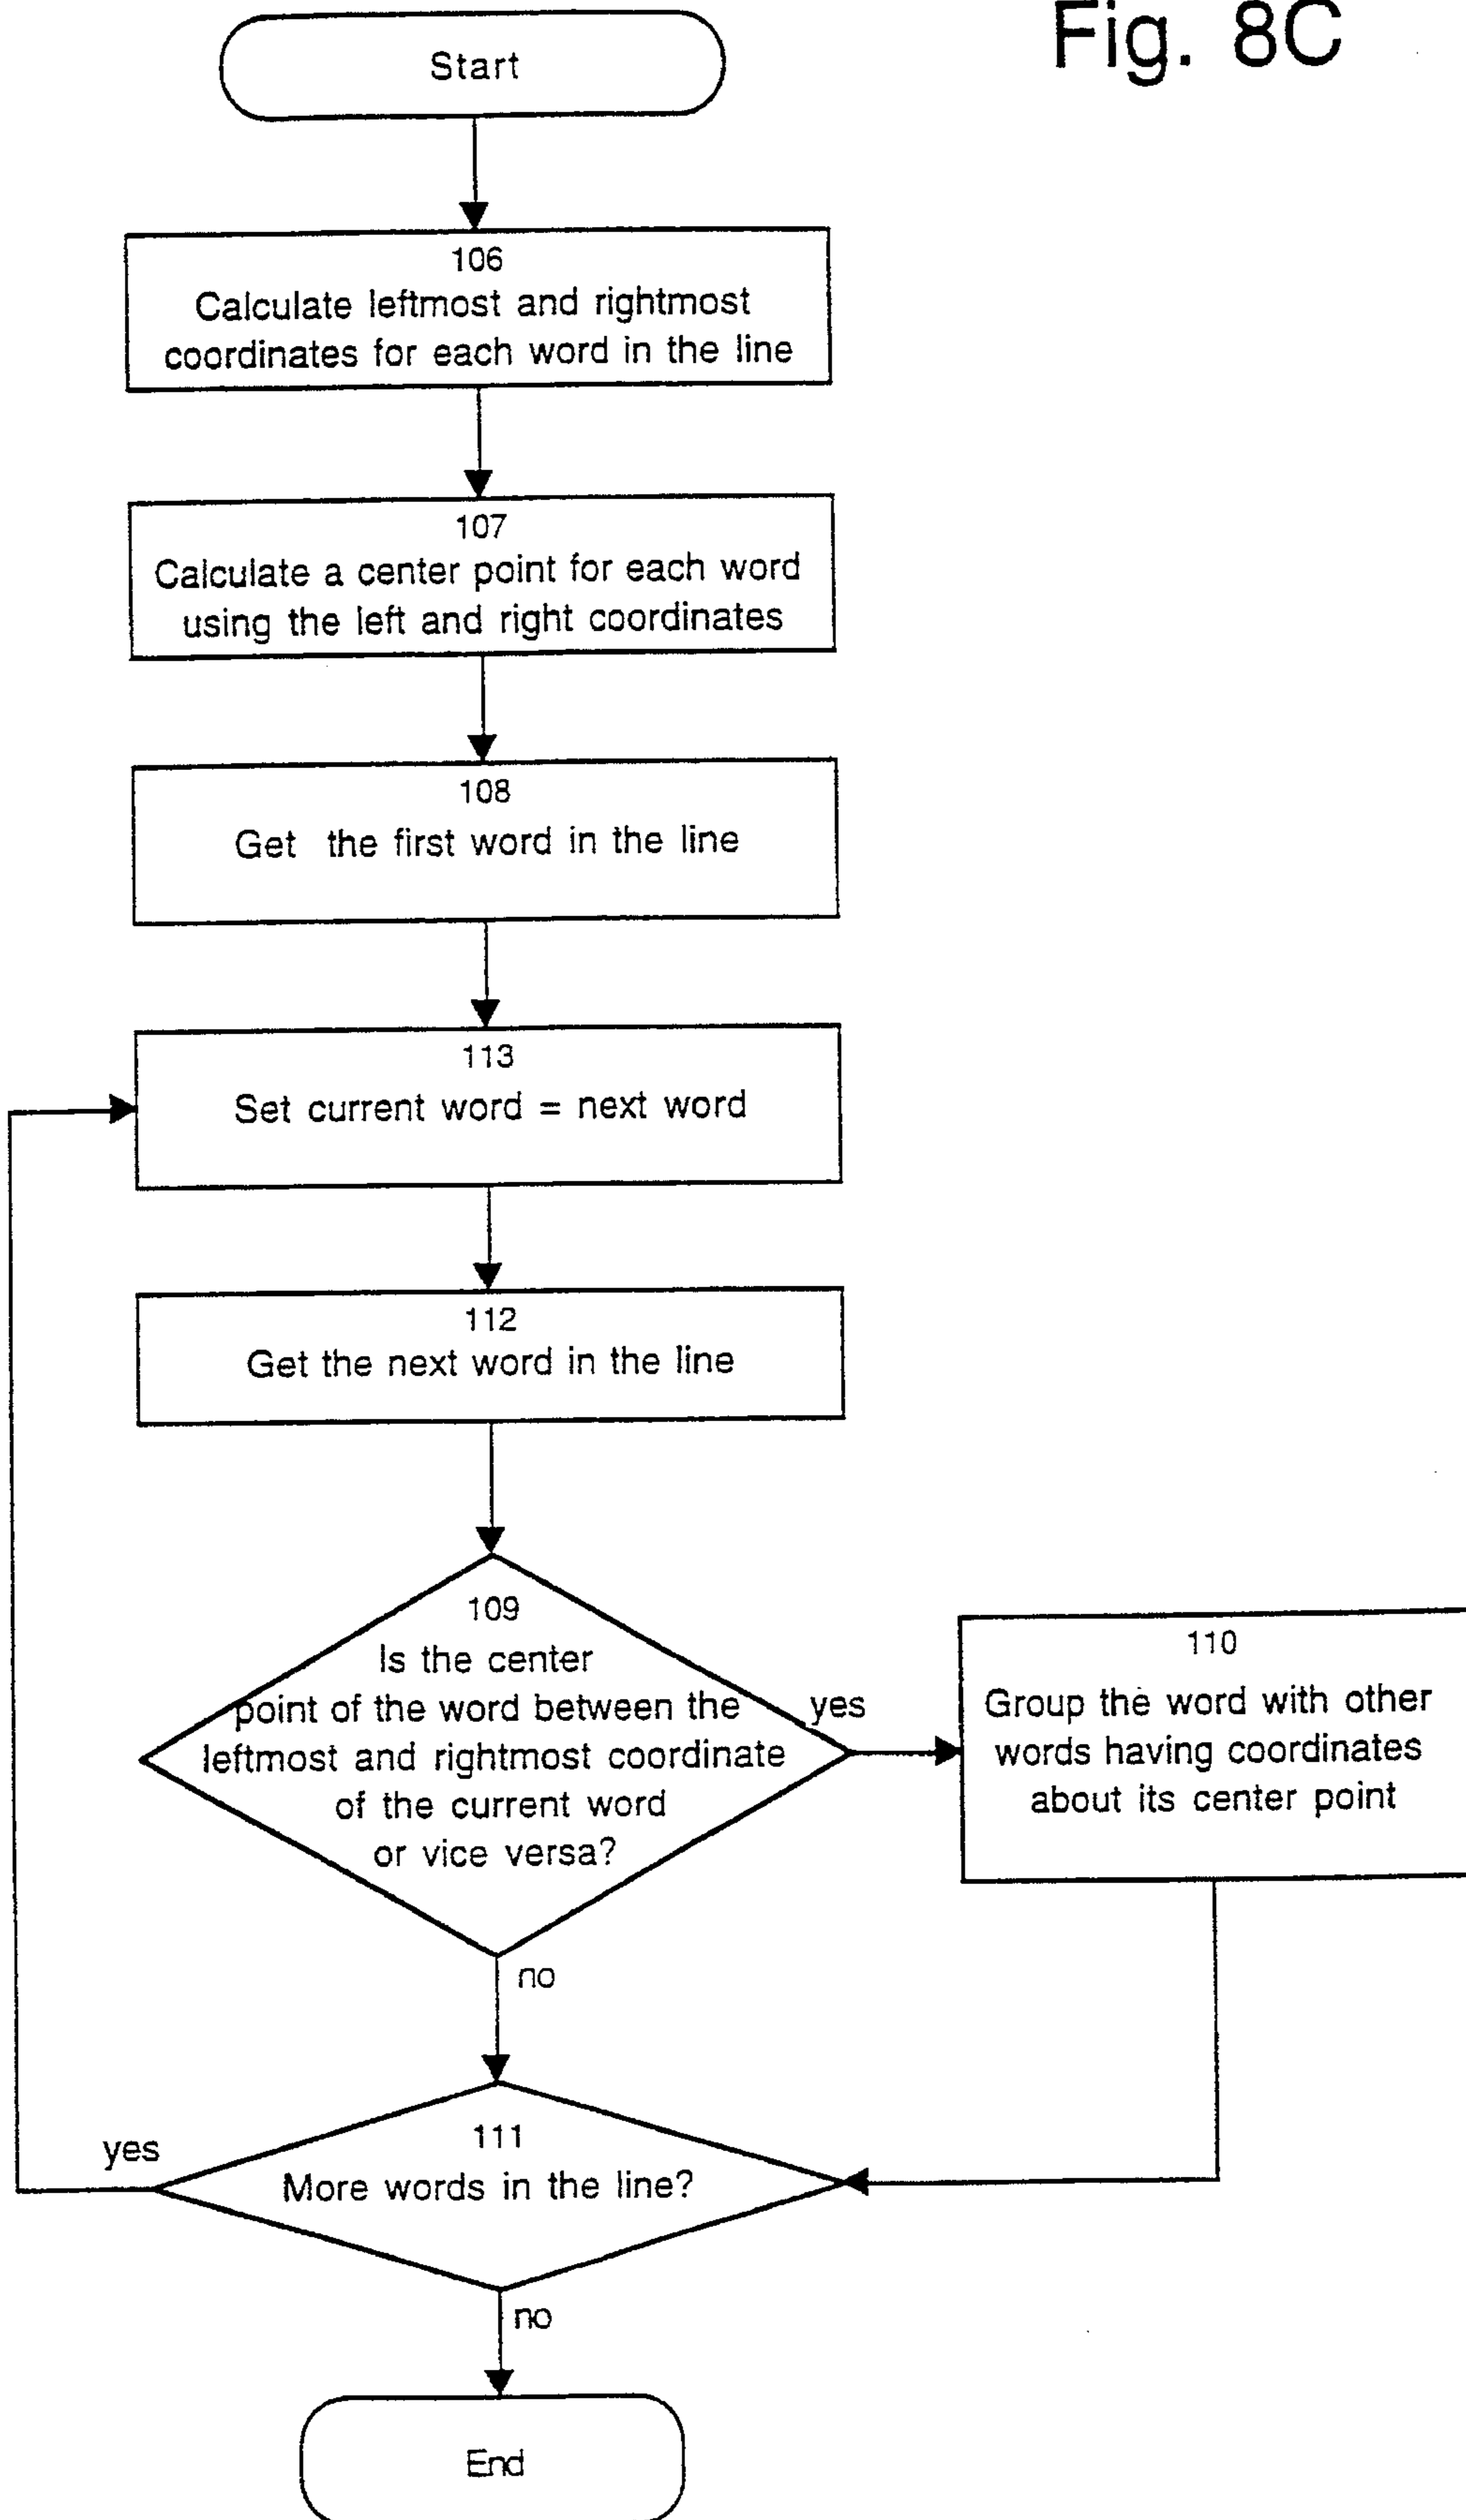 Fig. 8C
Start
106
Calculate leftmost and rightmost
coordinates for each word in the line
107
Calculate a center point for each word
using the left and right coordinates
108
Get the first word in the line
113
Set current word = next word
112
Get the next word in the line
109
Is the center
point of the word between the
leftmost and rightmost coordinate
of the current word
or vice versa?
yes
110
Group the word with other
words having coordinates
about its center point
no
111
More words in the line?
yes
no
End